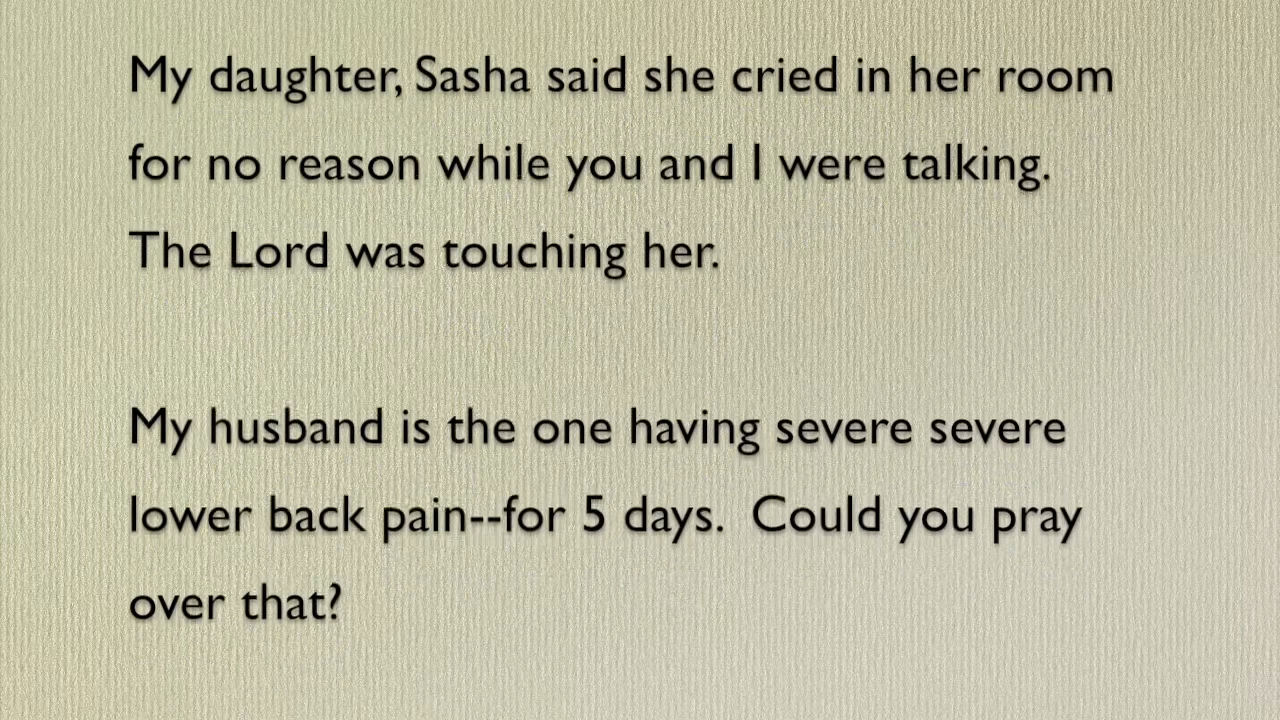 My daughter, Sasha said she cried in her room
for no reason while you and I were talking.
The Lord was touching her.
My husband is the one having severe severe
lower back pain--for 5 days.  Could you pray
over that?